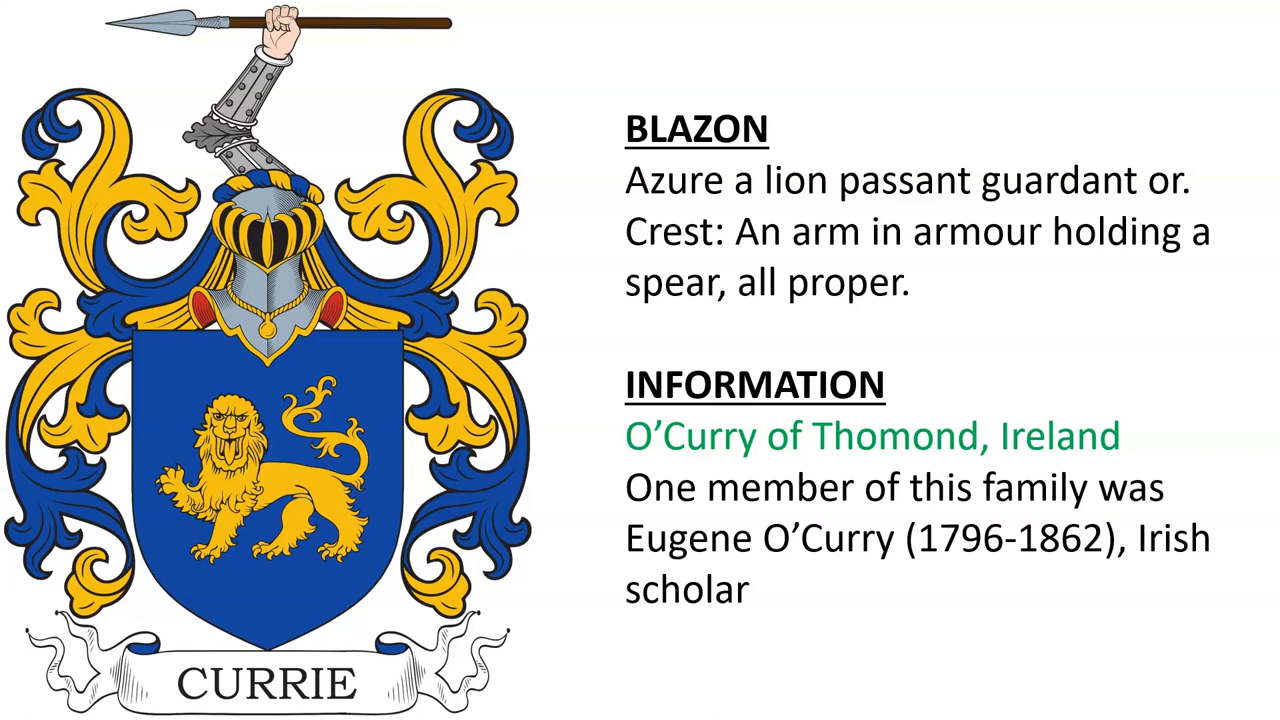 BLAZON
Azure a lion passant guardant or.
Crest: An arm in armour holding a
spear, all proper.
INFORMATION
O’Curry of Thomond, Ireland
One member of this family was
Eugene O’Curry (1796-1862), Irish
scholar
CURRIE